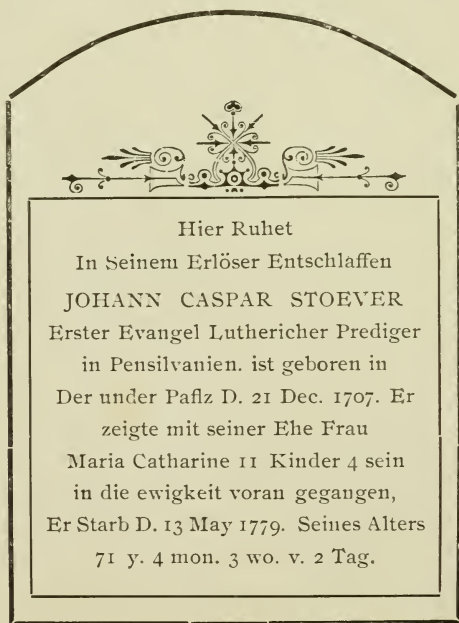 Hier Ruhet
In Seinem Erlöser Entschlaffen
JOHANN CASPAR STOEVER
Erster Evangel Luthericher Prediger
in Pensilvanien. ist geboren in
Der under Paflz D. 21 Dec. 1707. Er
zeigte mit seiner Ehe Frau
Maria Catharine 11 Kinder 4 sein
in die ewigkeit voran gegangen,
Er Starb D. 13 May 1779. Seines Alters
71 y. 4 mon. 3 wo. v. 2 Tag.